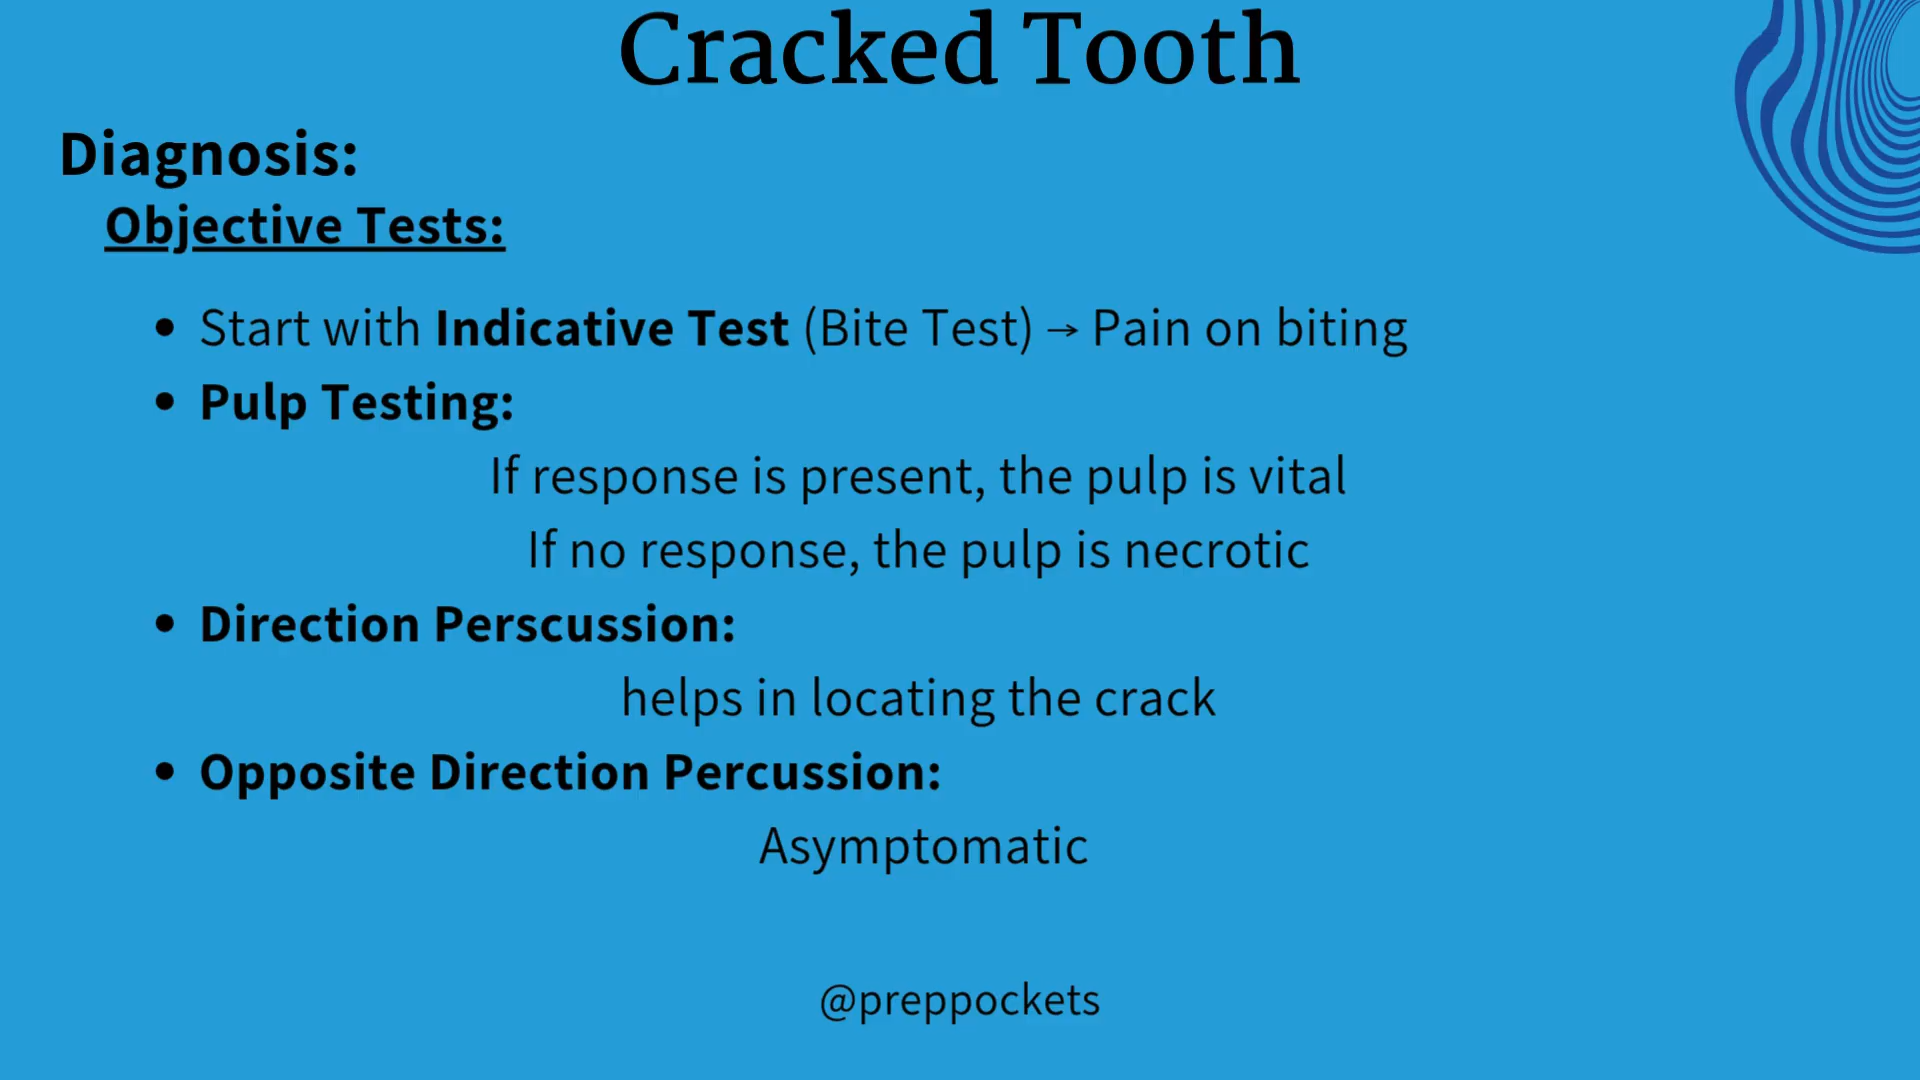 Cracked Tooth
Diagnosis:
Objective Tests:
• Start with Indicative Test (Bite Test) → Pain on biting
• Pulp Testing:
If response is present, the pulp is vital
If no response, the pulp is necrotic
• Direction Perscussion:
helps in locating the crack
• Opposite Direction Percussion:
Asymptomatic
@preppockets